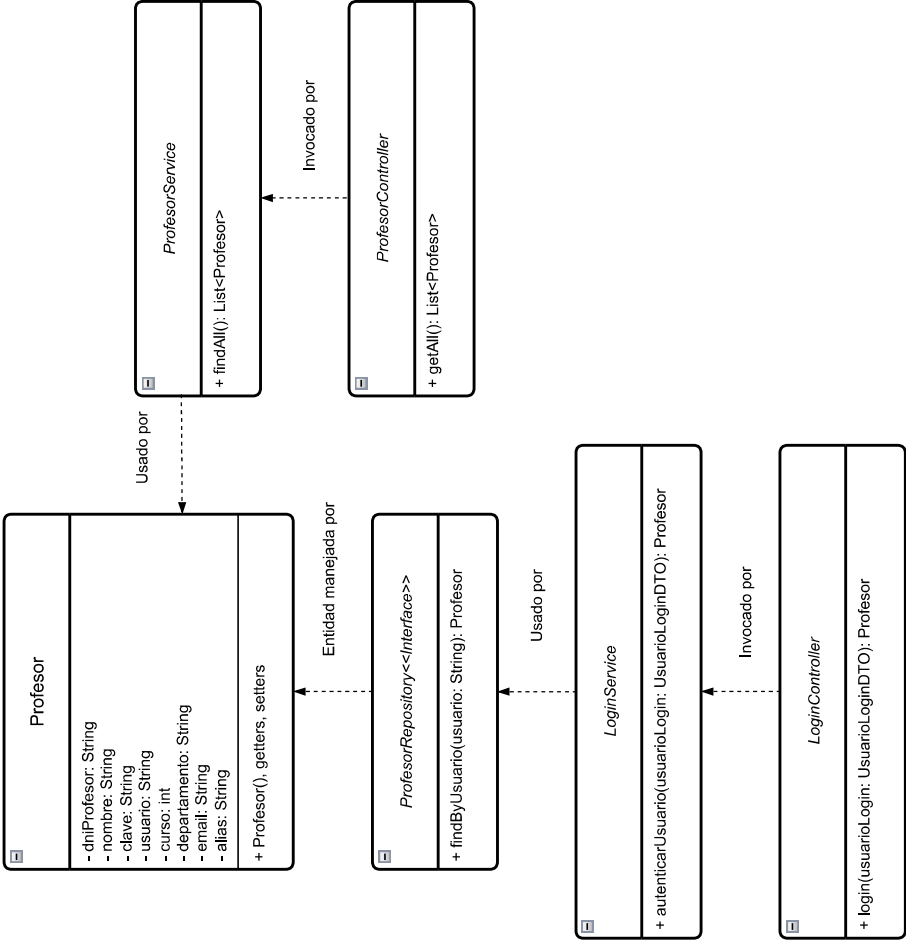 Profesor
- dniProfesor: String
- nombre: String
- clave: String
- usuario: String
- curso: int
- departamento: String
- email: String
- alias: String
+ Profesor(), getters, setters
Usado por
ProfesorService
+ findAll(): List<Profesor>
Invocado por
ProfesorController
+ getAll(): List<Profesor>
Entidad manejada por
ProfesorRepository<<Interface>>
+ findByUsuario(usuario: String): Profesor
Usado por
LoginService
+ autenticarUsuario(usuarioLogin: UsuarioLoginDTO): Profesor
Invocado por
LoginController
+ login(usuarioLogin: UsuarioLoginDTO): Profesor